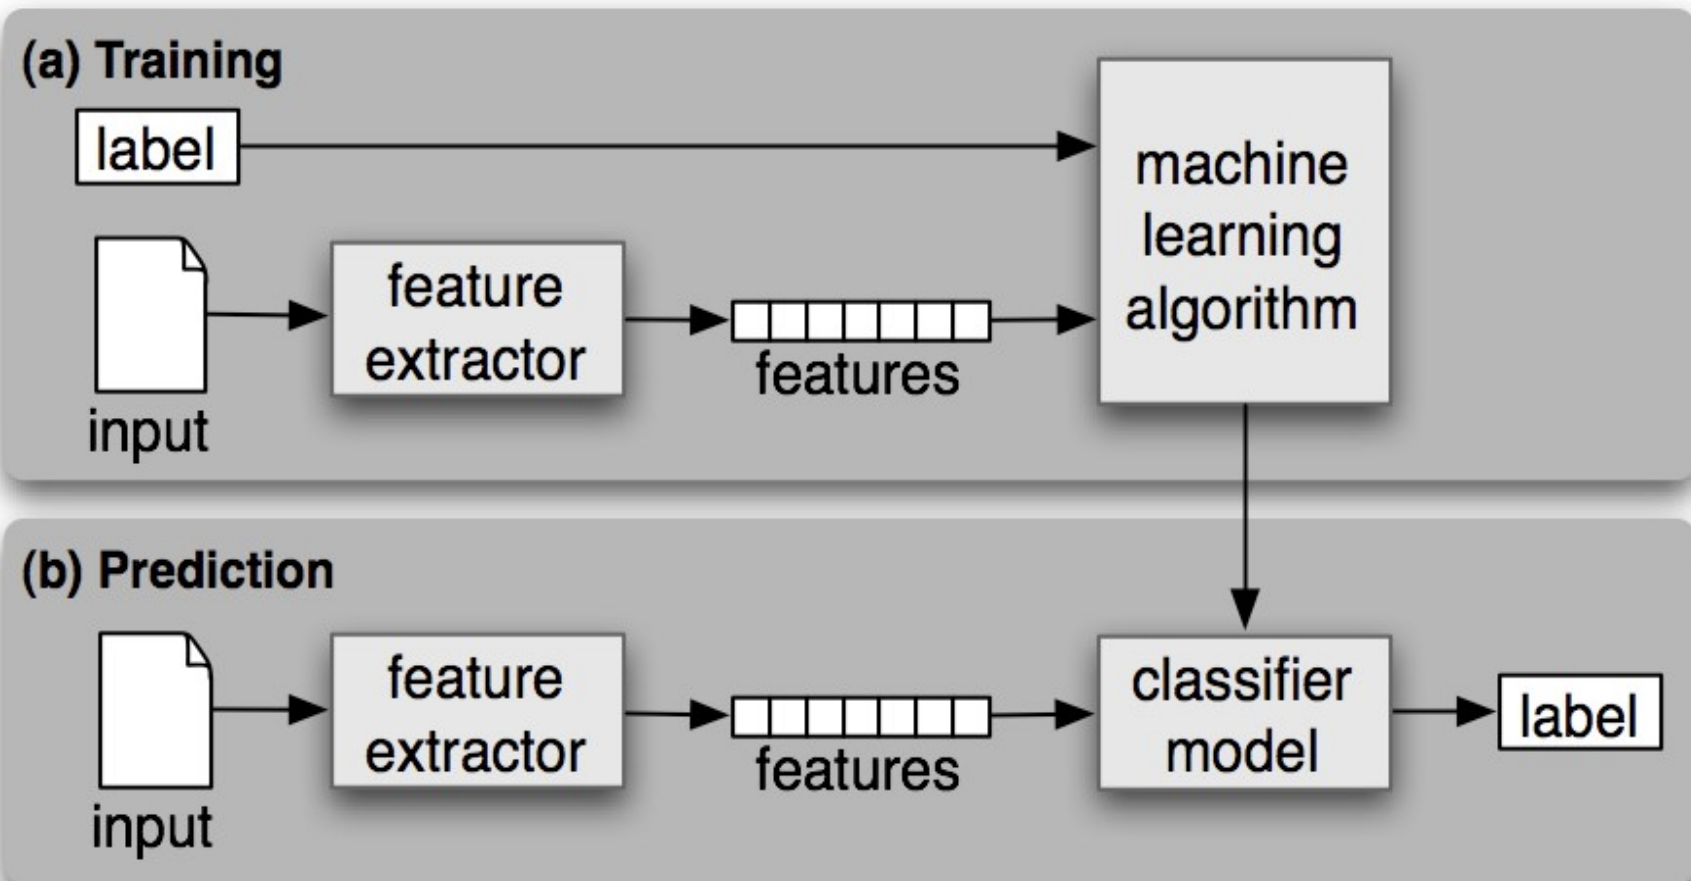 (a) Training
label
machine
learning
algorithm
feature
extractor
features
input
(b) Prediction
feature
extractor
features
input
classifier
model
label